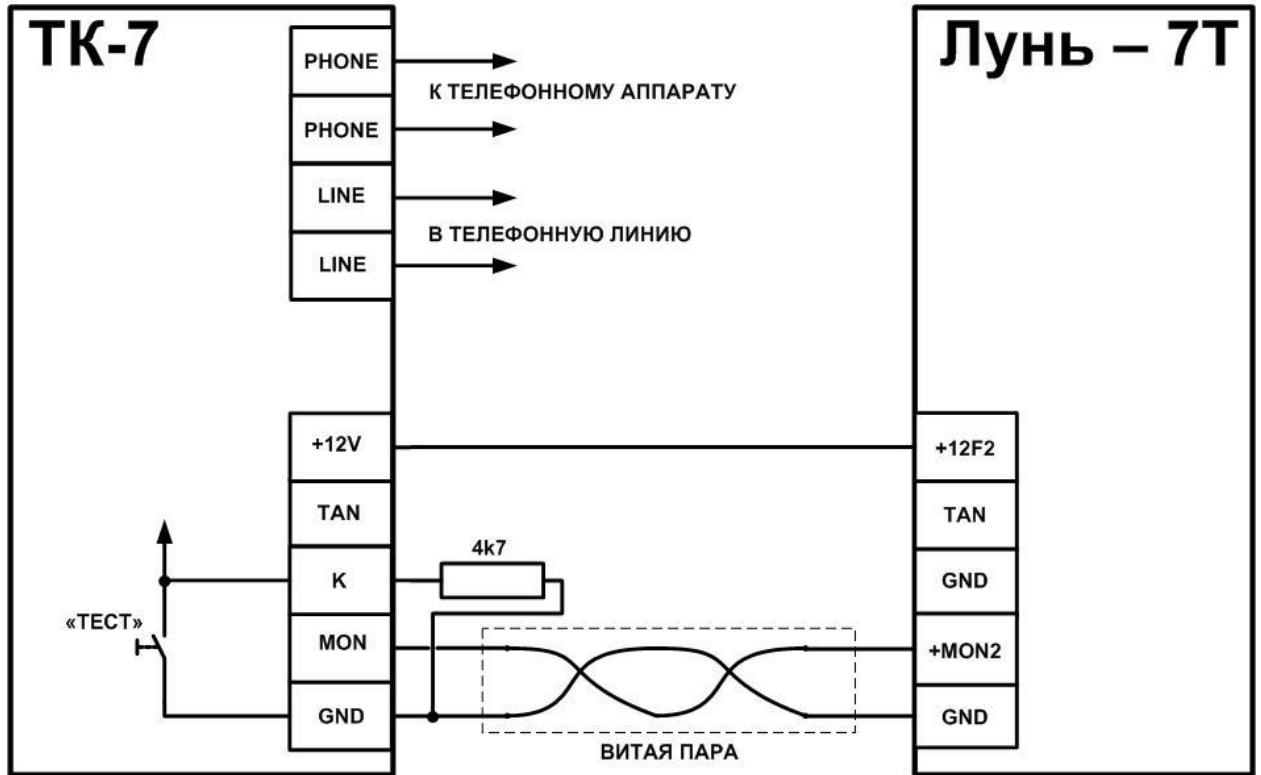 ТК-7
Лунь – 7Т
PHONE
К ТЕЛЕФОННОМУ АППАРАТУ
PHONE
LINE
В ТЕЛЕФОННУЮ ЛИНИЮ
LINE
+12V
+12F2
TAN
TAN
4k7
K
GND
«ТЕСТ»
MON
+MON2
GND
GND
ВИТАЯ ПАРА